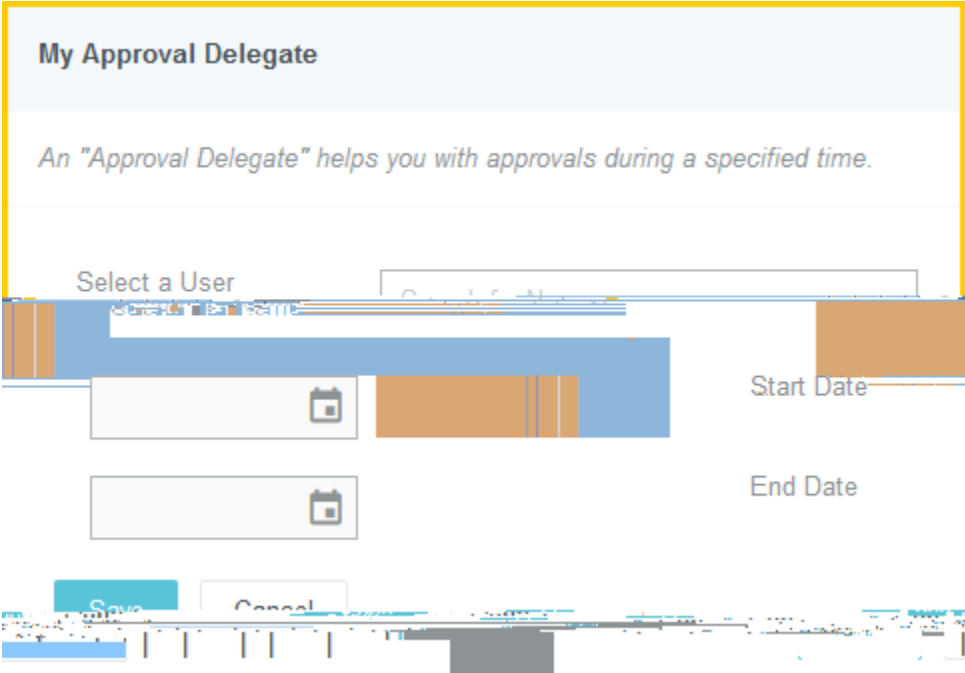 My Approval Delegate
An "Approval Delegate" helps you with approvals during a specified time.
Select a User
Start Date
End Date
Save
Cancel